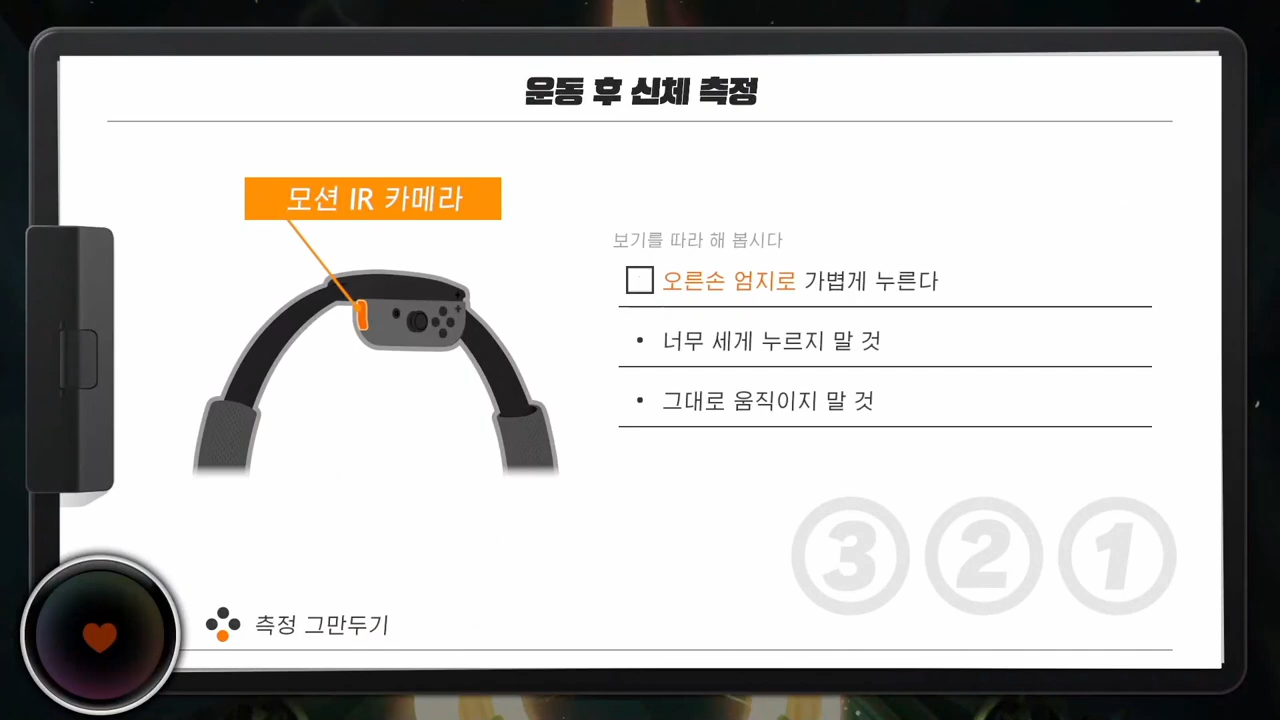 운동 후 신체 측정
모션 IR 카메라
보기를 따라 해 봅시다
오른손 엄지로 가볍게 누른다
• 너무 세게 누르지 말 것
• 그대로 움직이지 말 것
3 2 1
측정 그만두기